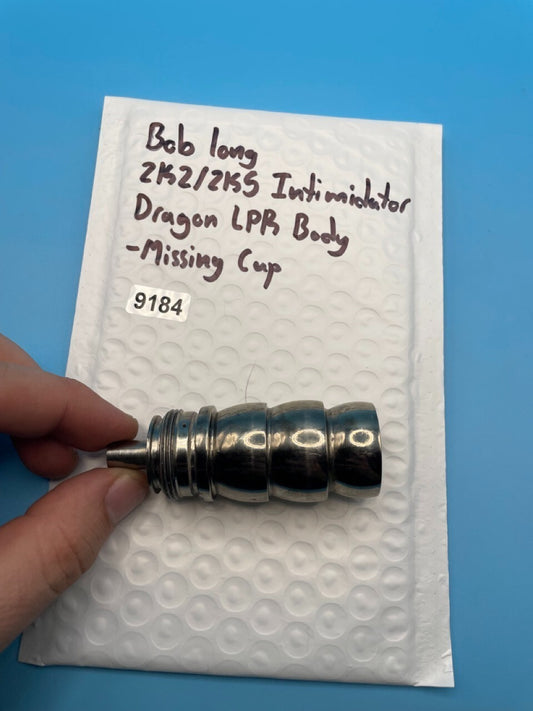 Bob long
2K2/2K5 Intimidator
Dragon LPR Body
-Missing Cup
9184